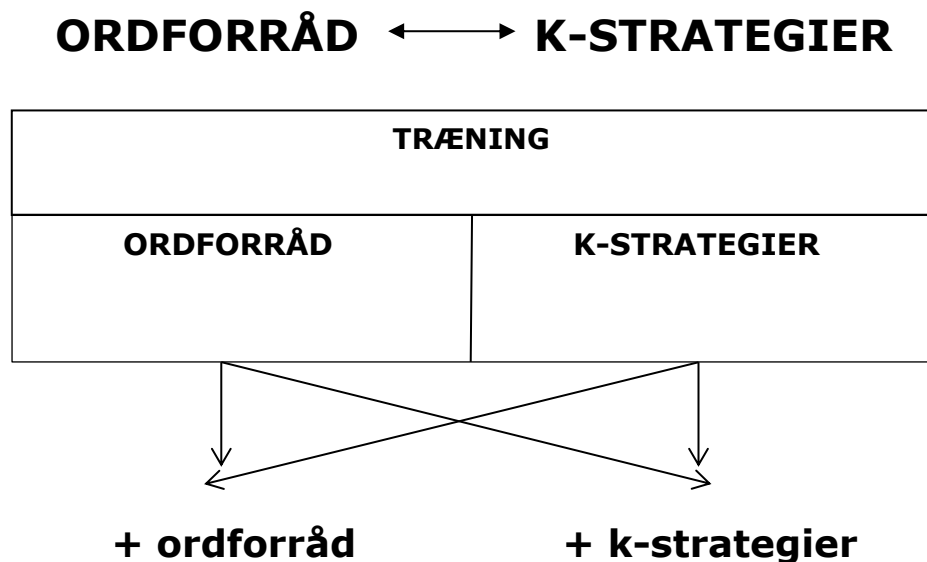 ORDFORRÅD K-STRATEGIER
TRÆNING
ORDFORRÅD K-STRATEGIER
+ ordforråd + k-strategier